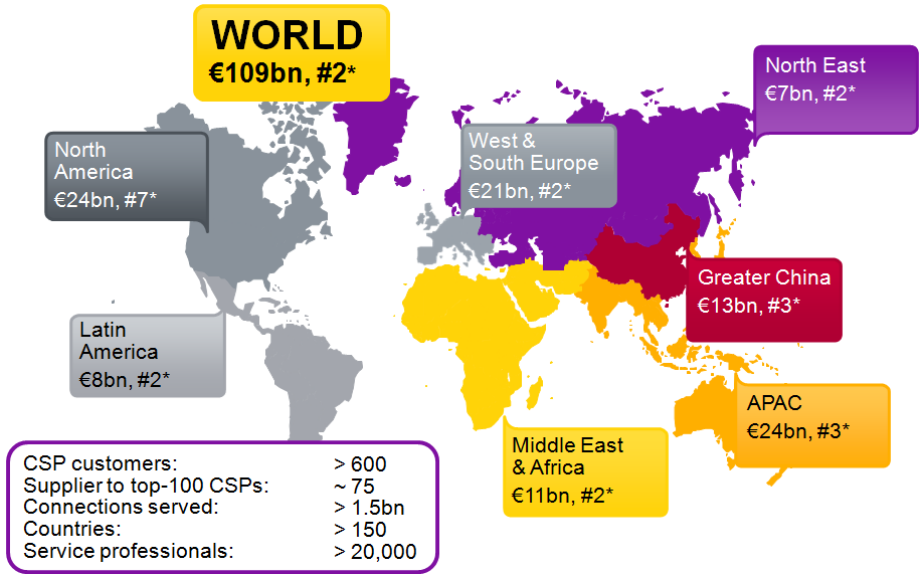 WORLD
€109bn, #2*
North East
€7bn, #2*
North
America
€24bn, #7*
West &
South Europe
€21bn, #2*
Greater China
€13bn, #3*
Latin
America
€8bn, #2*
APAC
€24bn, #3*
Middle East
& Africa
€11bn, #2*
CSP customers: > 600
Supplier to top-100 CSPs: ~ 75
Connections served: > 1.5bn
Countries: > 150
Service professionals: > 20,000